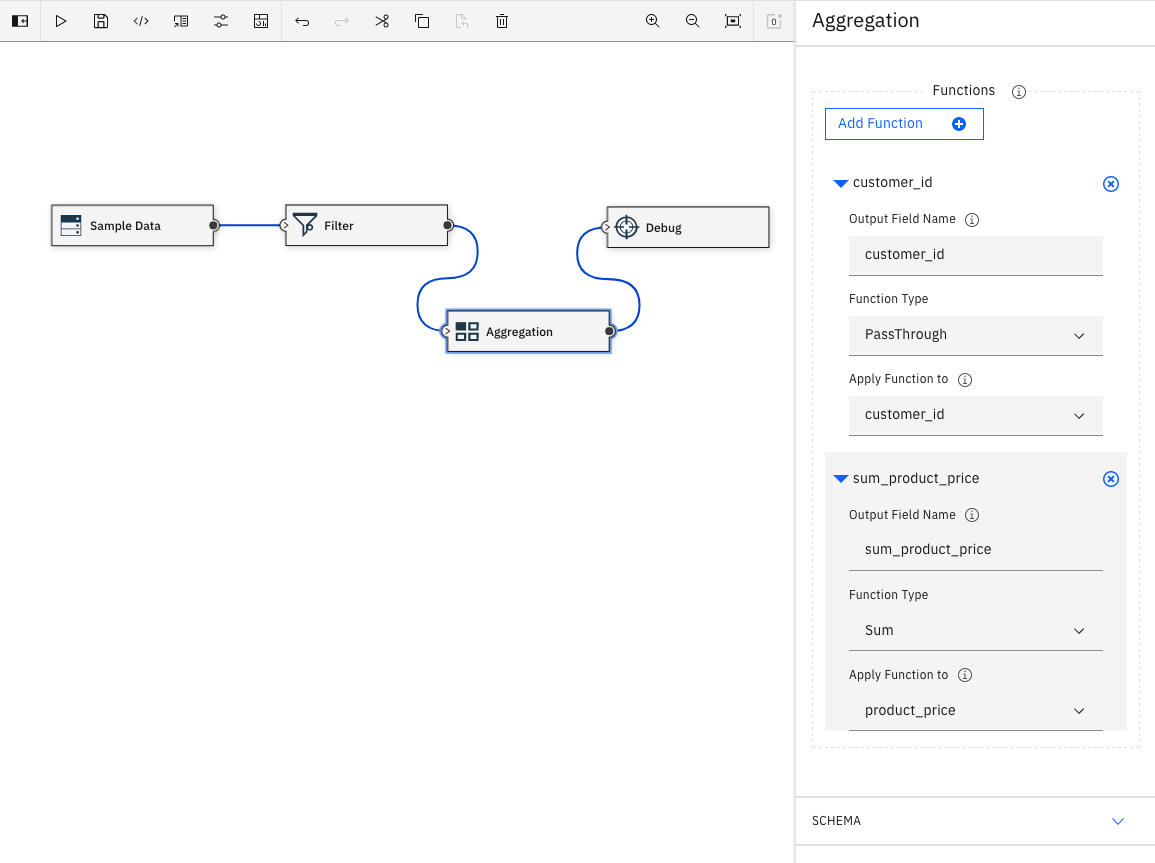 Aggregation
Functions
Add Function
customer_id
Output Field Name
customer_id
Function Type
PassThrough
Apply Function to
customer_id
sum_product_price
Output Field Name
sum_product_price
Function Type
Sum
Apply Function to
product_price
SCHEMA
Sample Data
Filter
Debug
Aggregation
0